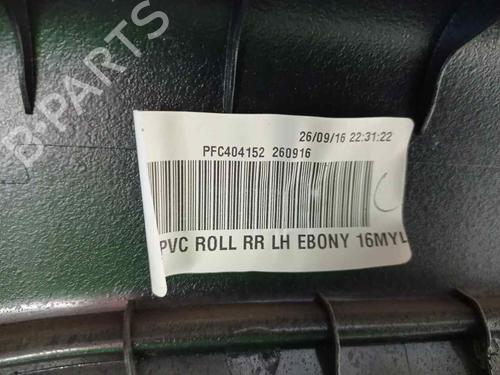 B-PARTS
26/09/16 22:31:22
PFC404152 260916
PVC ROLL RR LH EBONY 16MYL